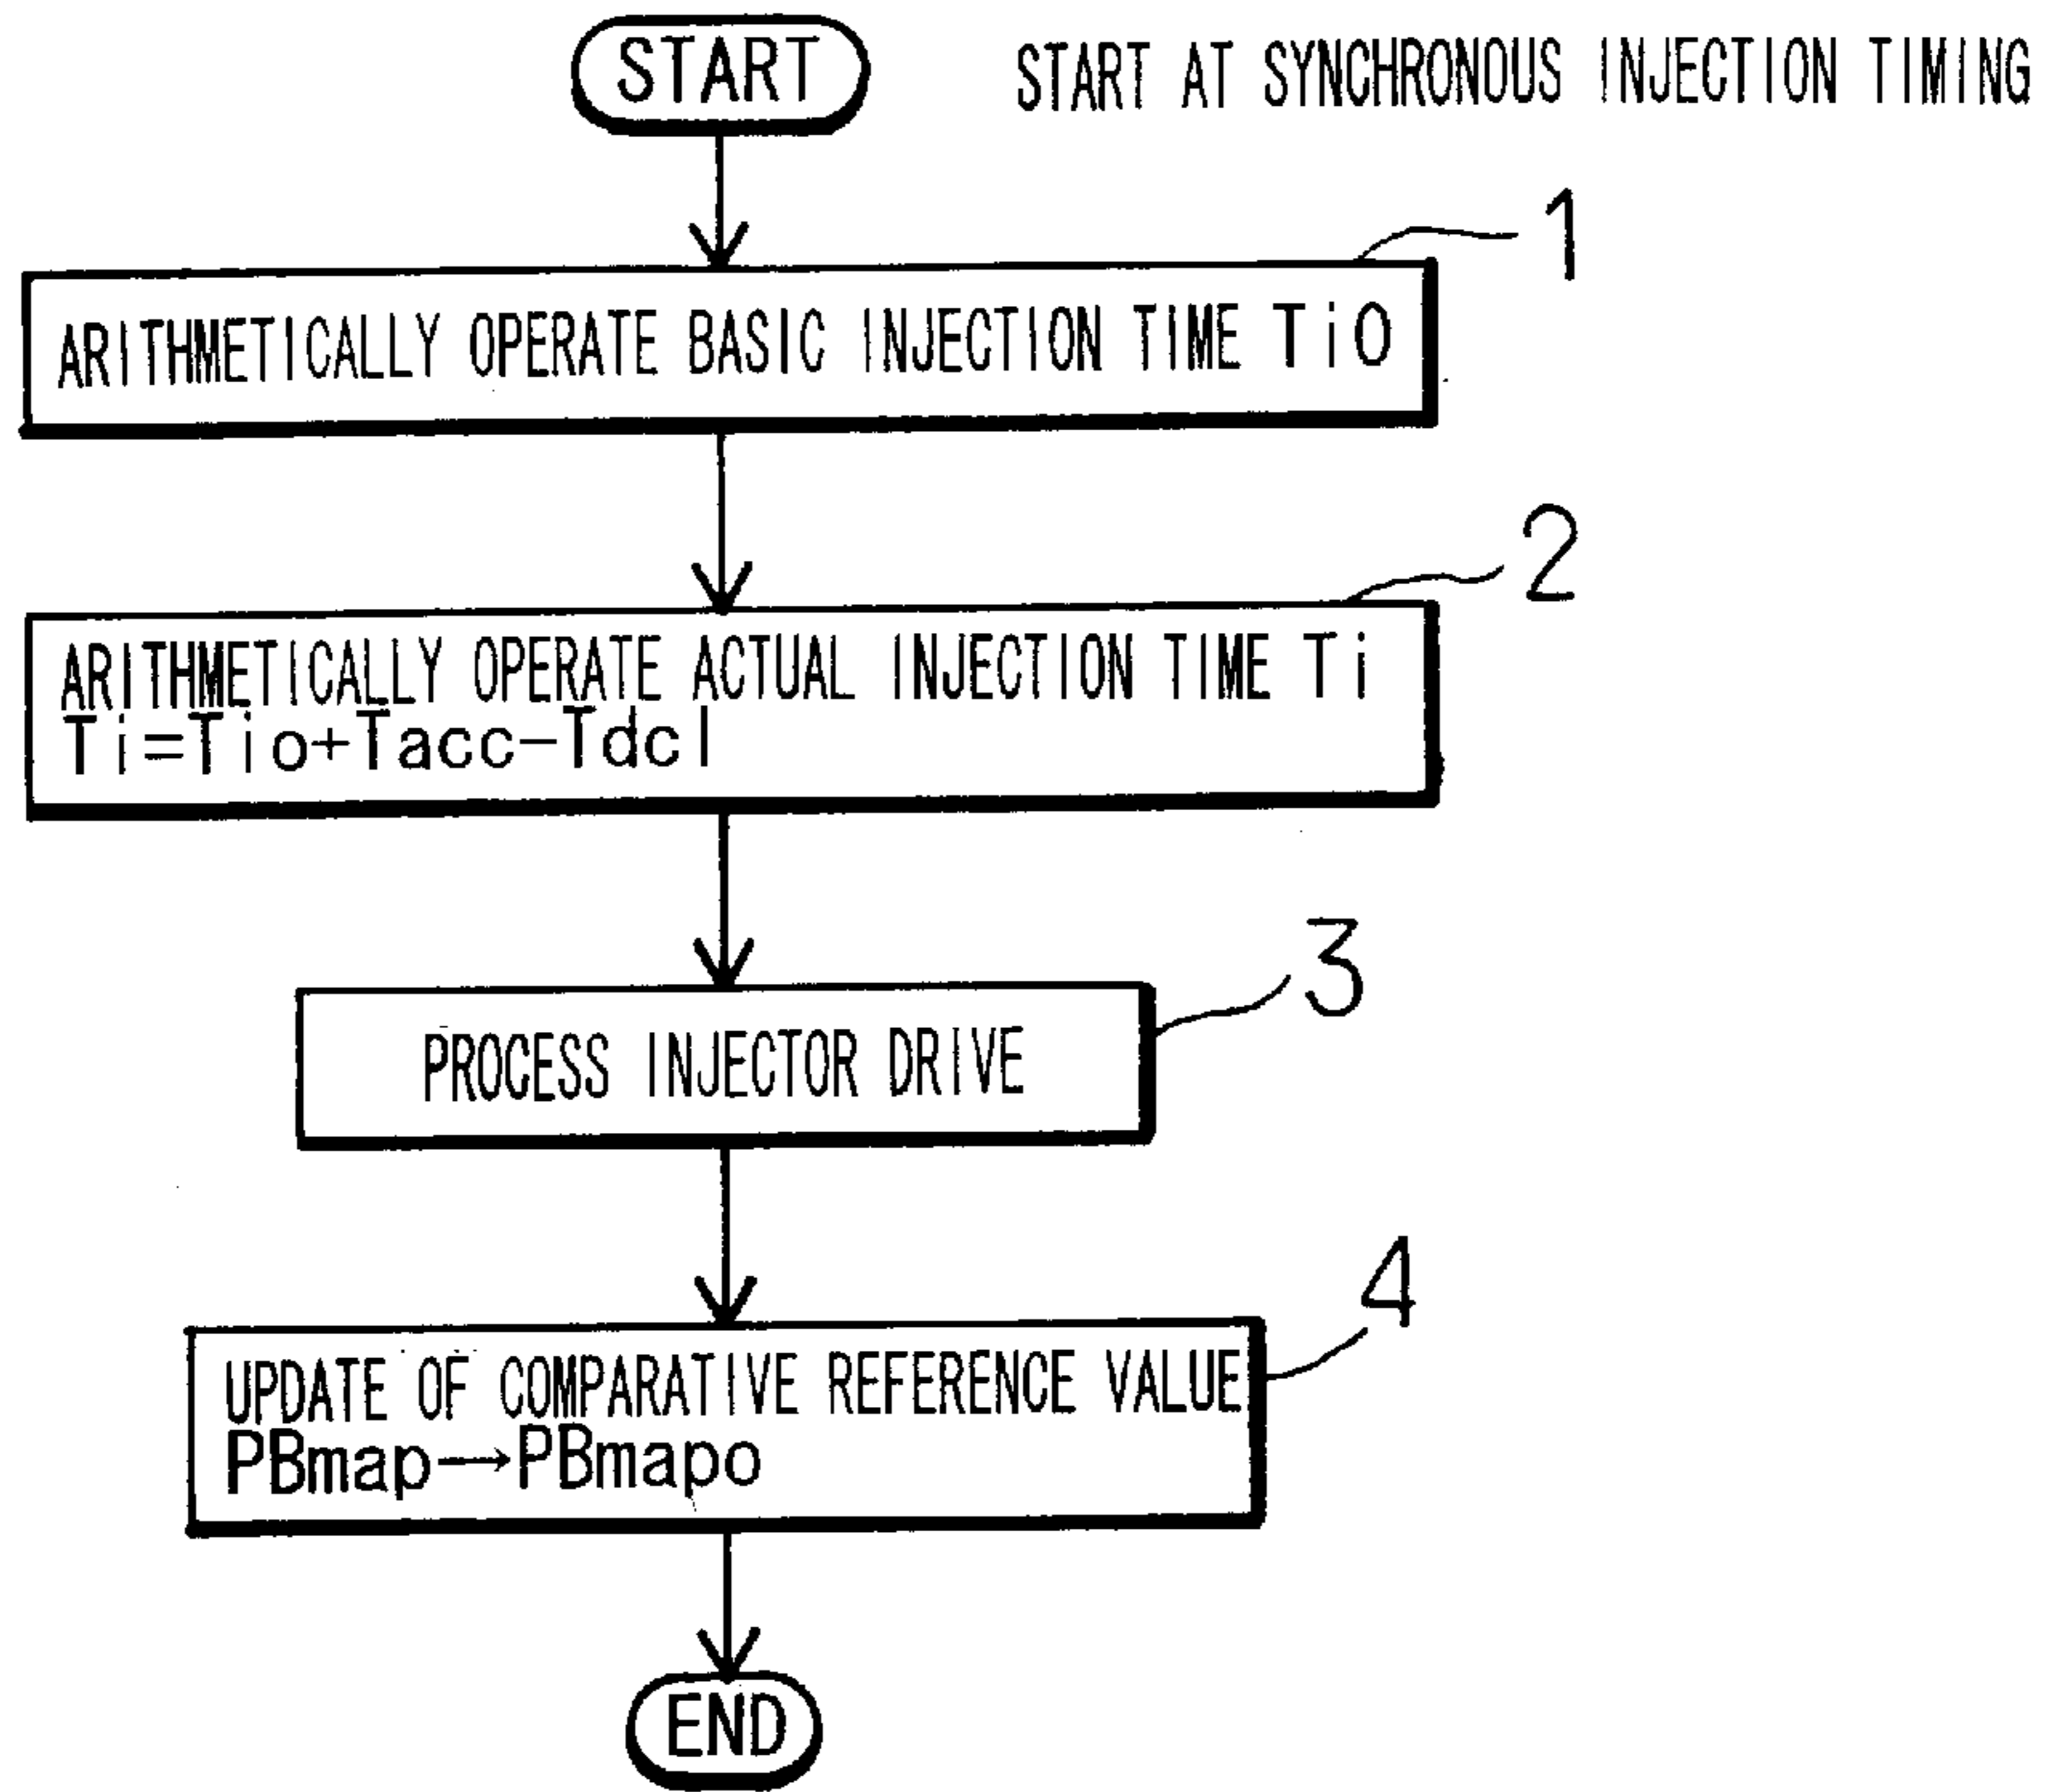 START
START AT SYNCHRONOUS INJECTION TIMING
1
ARITHMETICALLY OPERATE BASIC INJECTION TIME Ti0
2
ARITHMETICALLY OPERATE ACTUAL INJECTION TIME Ti
Ti=Tio+Tacc-Tdcl
3
PROCESS INJECTOR DRIVE
4
UPDATE OF COMPARATIVE REFERENCE VALUE
PBmap→PBmapo
END